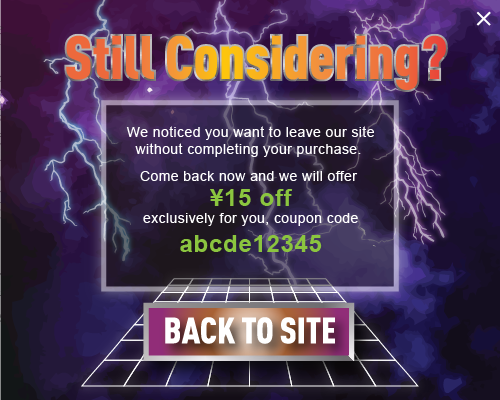 Still Considering?
We noticed you want to leave our site
without completing your purchase.
Come back now and we will offer
¥15 off
exclusively for you, coupon code
abcde12345
BACK TO SITE